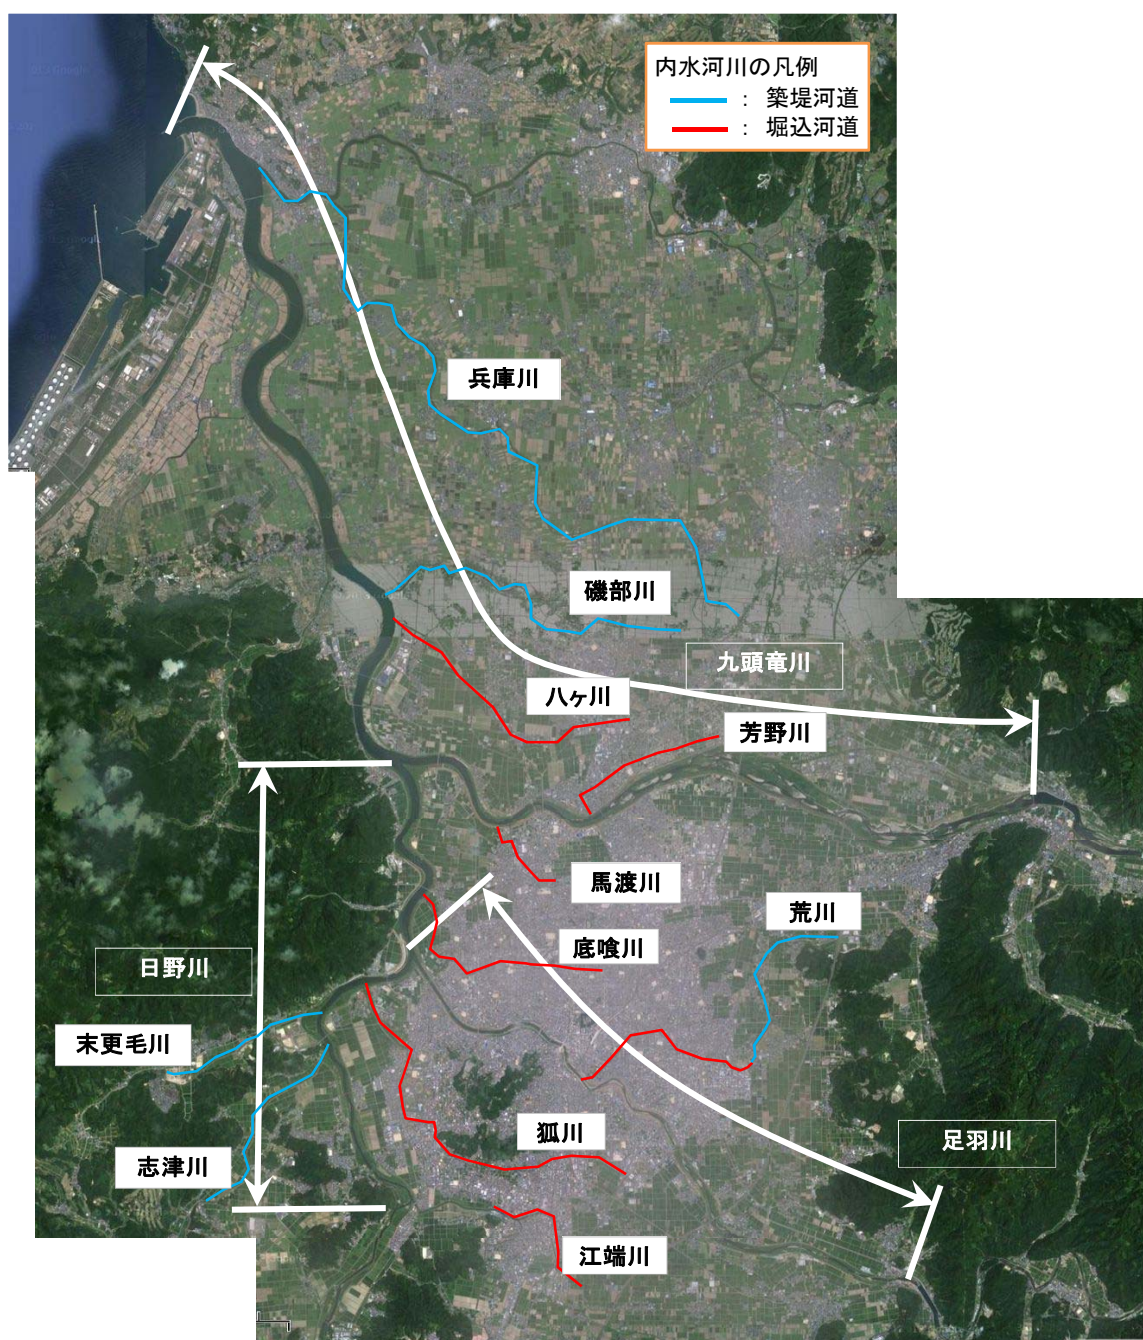 内水河川の凡例
： 築堤河道
： 堀込河道
兵庫川
磯部川
九頭竜川
八ヶ川
芳野川
馬渡川
荒川
底喰川
日野川
末更毛川
狐川
足羽川
志津川
江端川